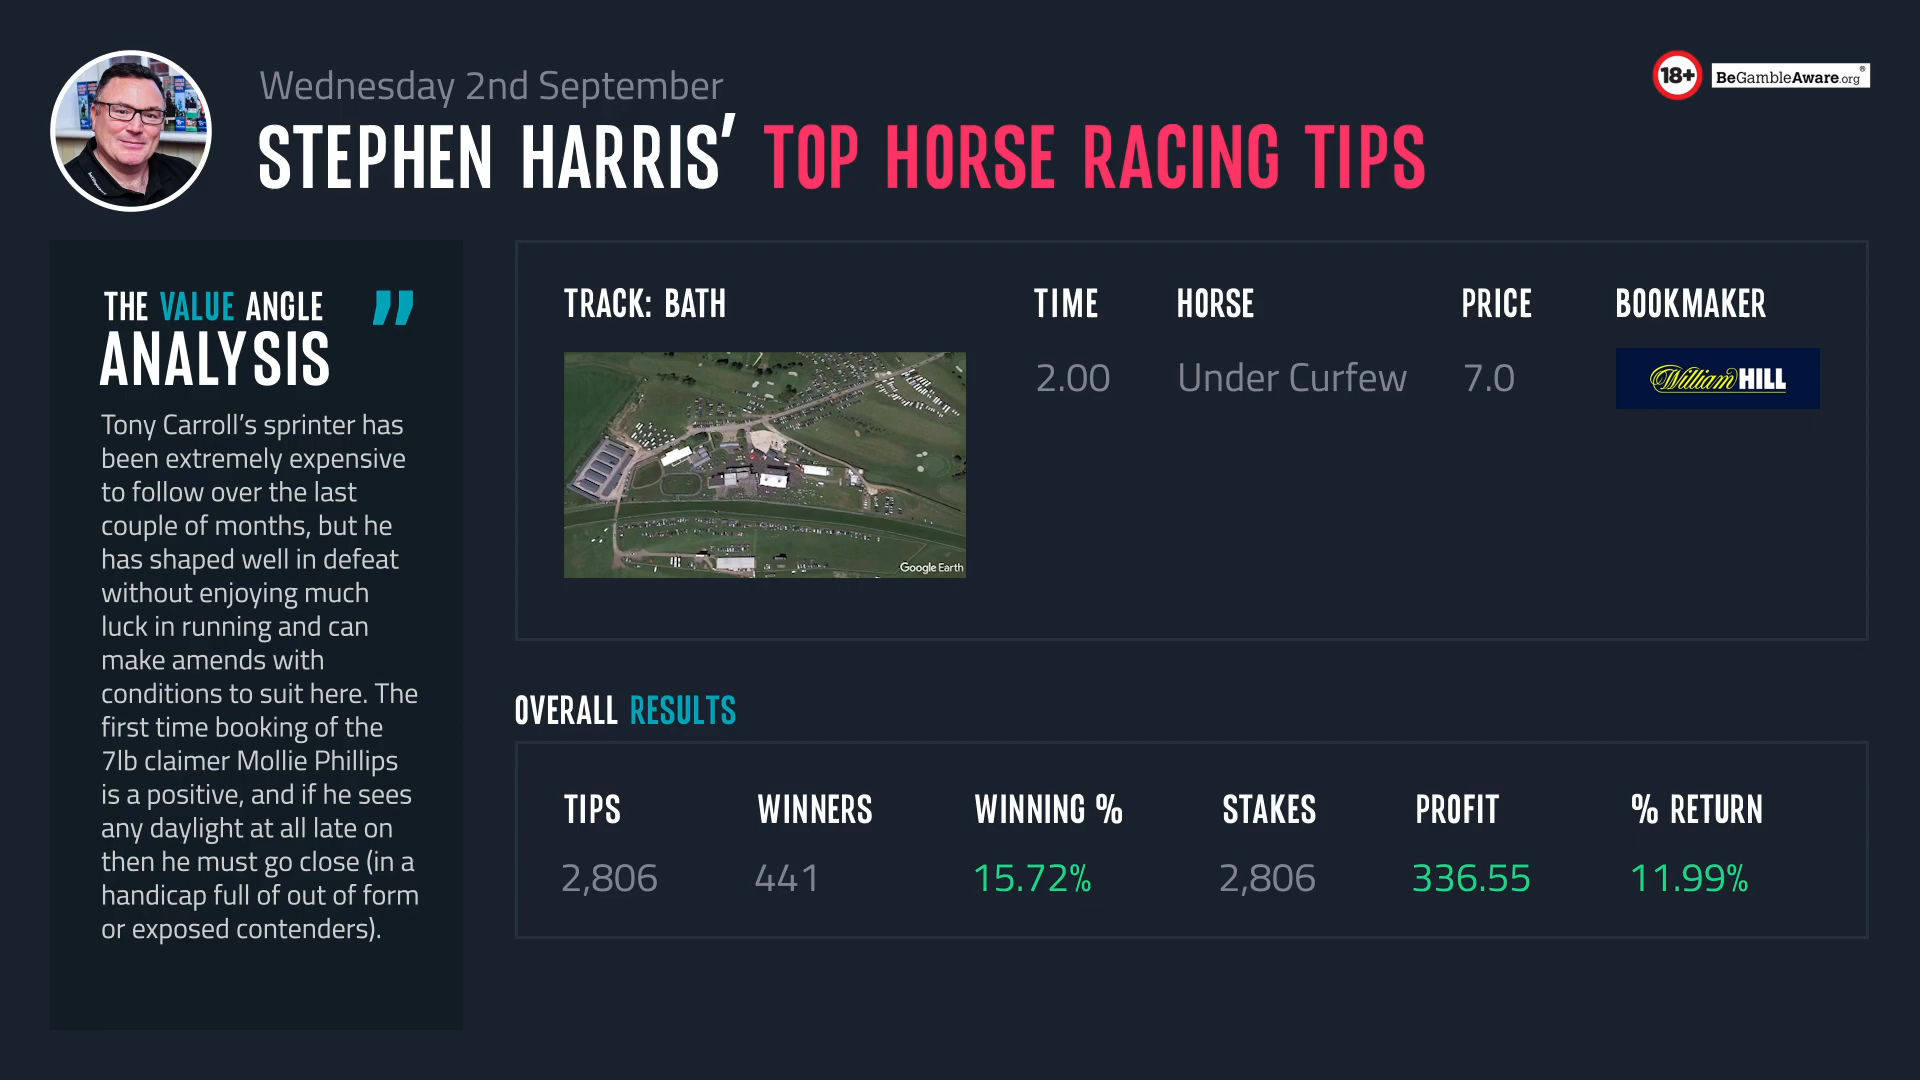 Wednesday 2nd September
STEPHEN HARRIS’ TOP HORSE RACING TIPS
18+ BeGambleAware.org®
THE VALUE ANGLE
ANALYSIS
”
Tony Carroll’s sprinter has
been extremely expensive
to follow over the last
couple of months, but he
has shaped well in defeat
without enjoying much
luck in running and can
make amends with
conditions to suit here. The
first time booking of the
7lb claimer Mollie Phillips
is a positive, and if he sees
any daylight at all late on
then he must go close (in a
handicap full of out of form
or exposed contenders).
TRACK: BATH TIME HORSE PRICE BOOKMAKER
2.00 Under Curfew 7.0 William HILL
Google Earth
OVERALL RESULTS
TIPS WINNERS WINNING % STAKES PROFIT % RETURN
2,806 441 15.72% 2,806 336.55 11.99%